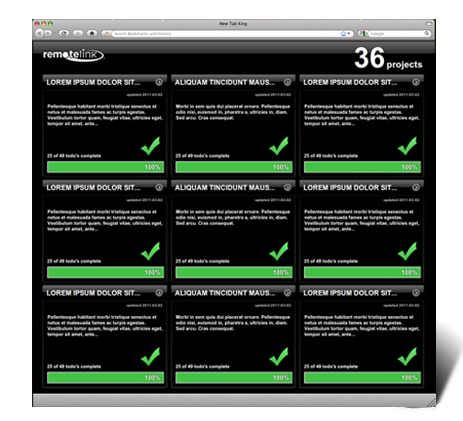 New Tab King
Search Bookmarks and History
Google
remotelink
36 projects
LOREM IPSUM DOLOR SIT...
updated 2011-03-02
Pellentesque habitant morbi tristique senectus et
netus et malesuada fames ac turpis egestas.
Vestibulum tortor quam, feugiat vitae, ultricies eget,
tempor sit amet, ante...
25 of 49 todo's complete
100%
ALIQUAM TINCIDUNT MAUS...
updated 2011-03-02
Morbi in sem quis dui placerat ornare. Pellentesque
odio nisi, euismod in, pharetra a, ultricies in, diam.
Sed arcu. Cras consequat.
25 of 49 todo's complete
100%
LOREM IPSUM DOLOR SIT...
updated 2011-03-02
Pellentesque habitant morbi tristique senectus et
netus et malesuada fames ac turpis egestas.
Vestibulum tortor quam, feugiat vitae, ultricies eget,
tempor sit amet, ante...
25 of 49 todo's complete
100%
LOREM IPSUM DOLOR SIT...
updated 2011-03-02
Pellentesque habitant morbi tristique senectus et
netus et malesuada fames ac turpis egestas.
Vestibulum tortor quam, feugiat vitae, ultricies eget,
tempor sit amet, ante...
25 of 49 todo's complete
100%
ALIQUAM TINCIDUNT MAUS...
updated 2011-03-02
Morbi in sem quis dui placerat ornare. Pellentesque
odio nisi, euismod in, pharetra a, ultricies in, diam.
Sed arcu. Cras consequat.
25 of 49 todo's complete
100%
LOREM IPSUM DOLOR SIT...
updated 2011-03-02
Pellentesque habitant morbi tristique senectus et
netus et malesuada fames ac turpis egestas.
Vestibulum tortor quam, feugiat vitae, ultricies eget,
tempor sit amet, ante...
25 of 49 todo's complete
100%
LOREM IPSUM DOLOR SIT...
updated 2011-03-02
Pellentesque habitant morbi tristique senectus et
netus et malesuada fames ac turpis egestas.
Vestibulum tortor quam, feugiat vitae, ultricies eget,
tempor sit amet, ante...
25 of 49 todo's complete
100%
ALIQUAM TINCIDUNT MAUS...
updated 2011-03-02
Morbi in sem quis dui placerat ornare. Pellentesque
odio nisi, euismod in, pharetra a, ultricies in, diam.
Sed arcu. Cras consequat.
25 of 49 todo's complete
100%
LOREM IPSUM DOLOR SIT...
updated 2011-03-02
Pellentesque habitant morbi tristique senectus et
netus et malesuada fames ac turpis egestas.
Vestibulum tortor quam, feugiat vitae, ultricies eget,
tempor sit amet, ante...
25 of 49 todo's complete
100%